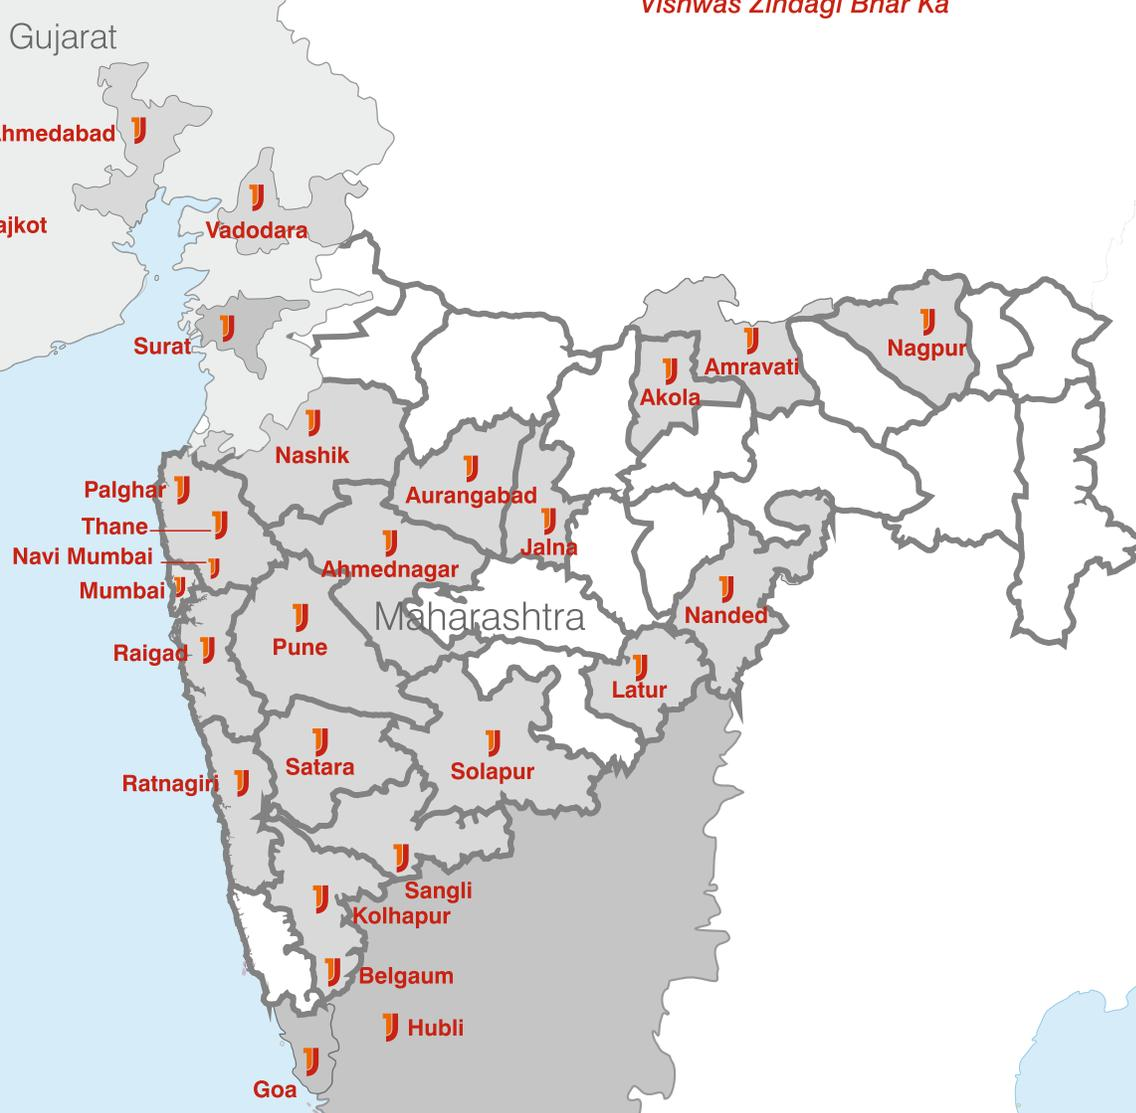 Vishwas Zindagi Bhar Ka
Gujarat
hmedabad
ajkot
Vadodara
Surat
Nagpur
Amravati
Akola
Nashik
Palghar
Aurangabad
Thane
Jalna
Navi Mumbai
Ahmednagar
Mumbai
Maharashtra
Nanded
Pune
Raigad
Latur
Satara
Solapur
Ratnagiri
Sangli
Kolhapur
Belgaum
Hubli
Goa